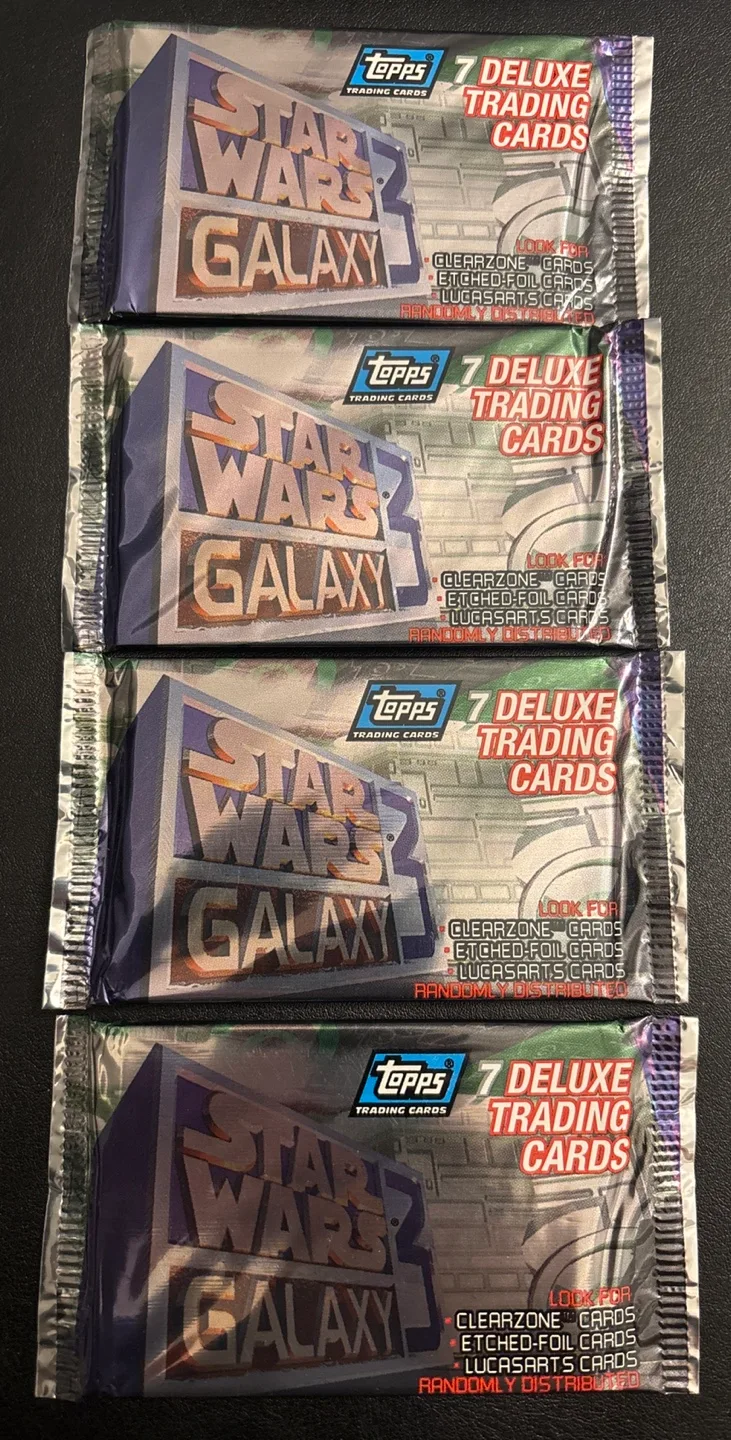 STAR WARS
GALAXY
3
topps®
TRADING CARDS
7 DELUXE
TRADING
CARDS
LOOK FOR
• CLEARZONE™ CARDS
• ETCHED-FOIL CARDS
• LUCASARTS CARDS
RANDOMLY DISTRIBUTED
STAR WARS
GALAXY
3
topps®
TRADING CARDS
7 DELUXE
TRADING
CARDS
LOOK FOR
• CLEARZONE™ CARDS
• ETCHED-FOIL CARDS
• LUCASARTS CARDS
RANDOMLY DISTRIBUTED
STAR WARS
GALAXY
3
topps®
TRADING CARDS
7 DELUXE
TRADING
CARDS
LOOK FOR
• CLEARZONE™ CARDS
• ETCHED-FOIL CARDS
• LUCASARTS CARDS
RANDOMLY DISTRIBUTED
STAR WARS
GALAXY
3
topps®
TRADING CARDS
7 DELUXE
TRADING
CARDS
LOOK FOR
• CLEARZONE™ CARDS
• ETCHED-FOIL CARDS
• LUCASARTS CARDS
RANDOMLY DISTRIBUTED